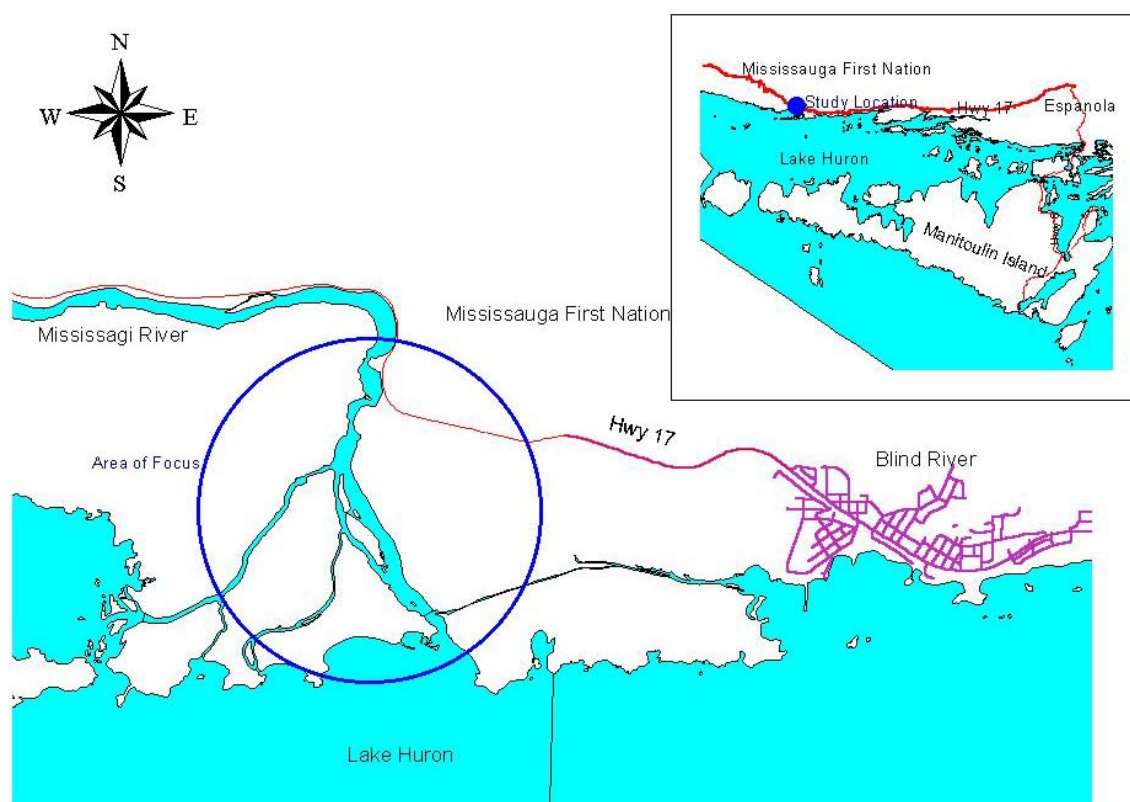 N
W E
S
Mississauga First Nation
Study Location
Hwy 17
Espanola
Lake Huron
Manitoulin Island
Mississauga First Nation
Mississagi River
Hwy 17
Area of Focus
Blind River
Lake Huron